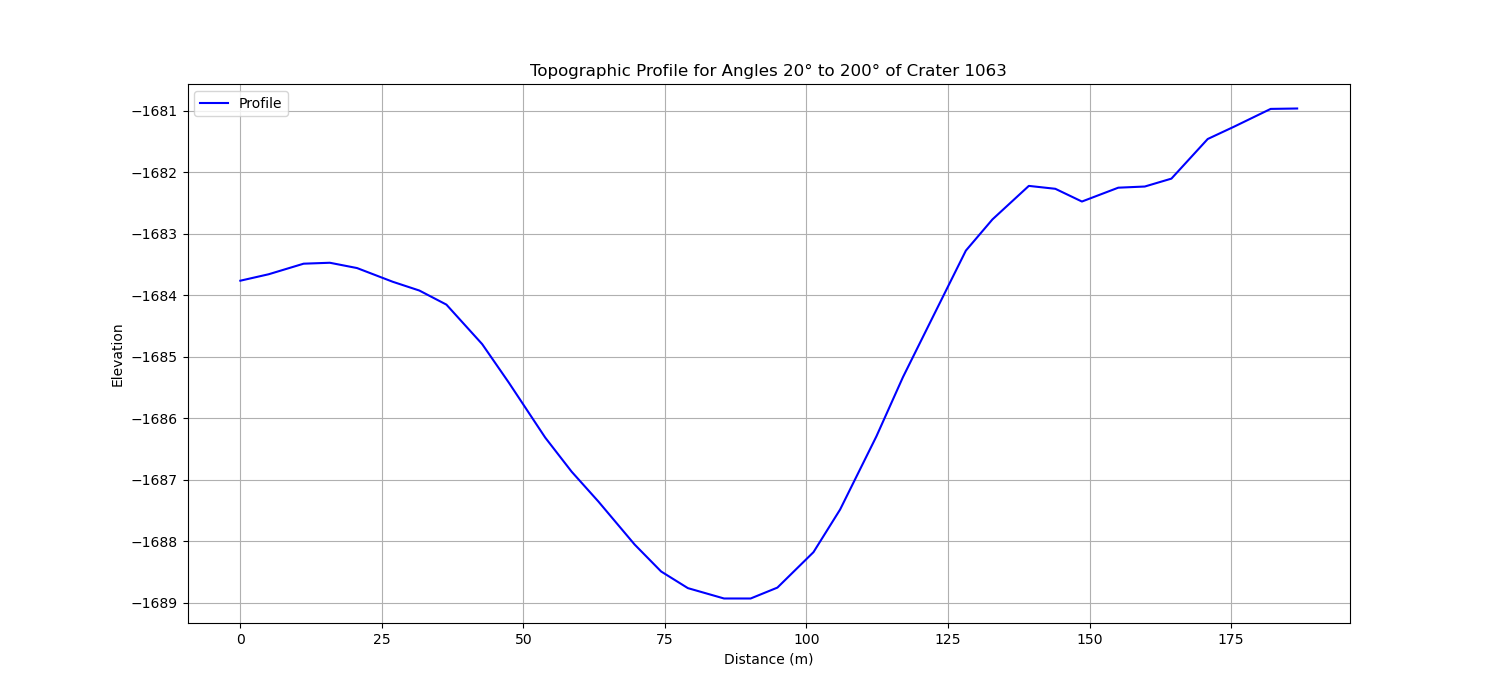 Topographic Profile for Angles 20° to 200° of Crater 1063
Profile
−1681
−1682
−1683
−1684
−1685
−1686
−1687
−1688
−1689
Elevation
0 25 50 75 100 125 150 175
Distance (m)